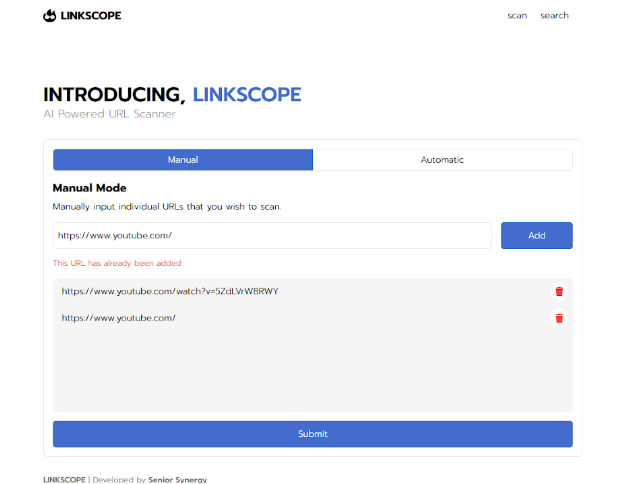 LINKSCOPE
scan search
INTRODUCING, LINKSCOPE
AI Powered URL Scanner
Manual Automatic
Manual Mode
Manually input individual URLs that you wish to scan.
https://www.youtube.com/ Add
This URL has already been added
https://www.youtube.com/watch?v=5ZdLVrW8RWY
https://www.youtube.com/
Submit
LINKSCOPE | Developed by Senior Synergy